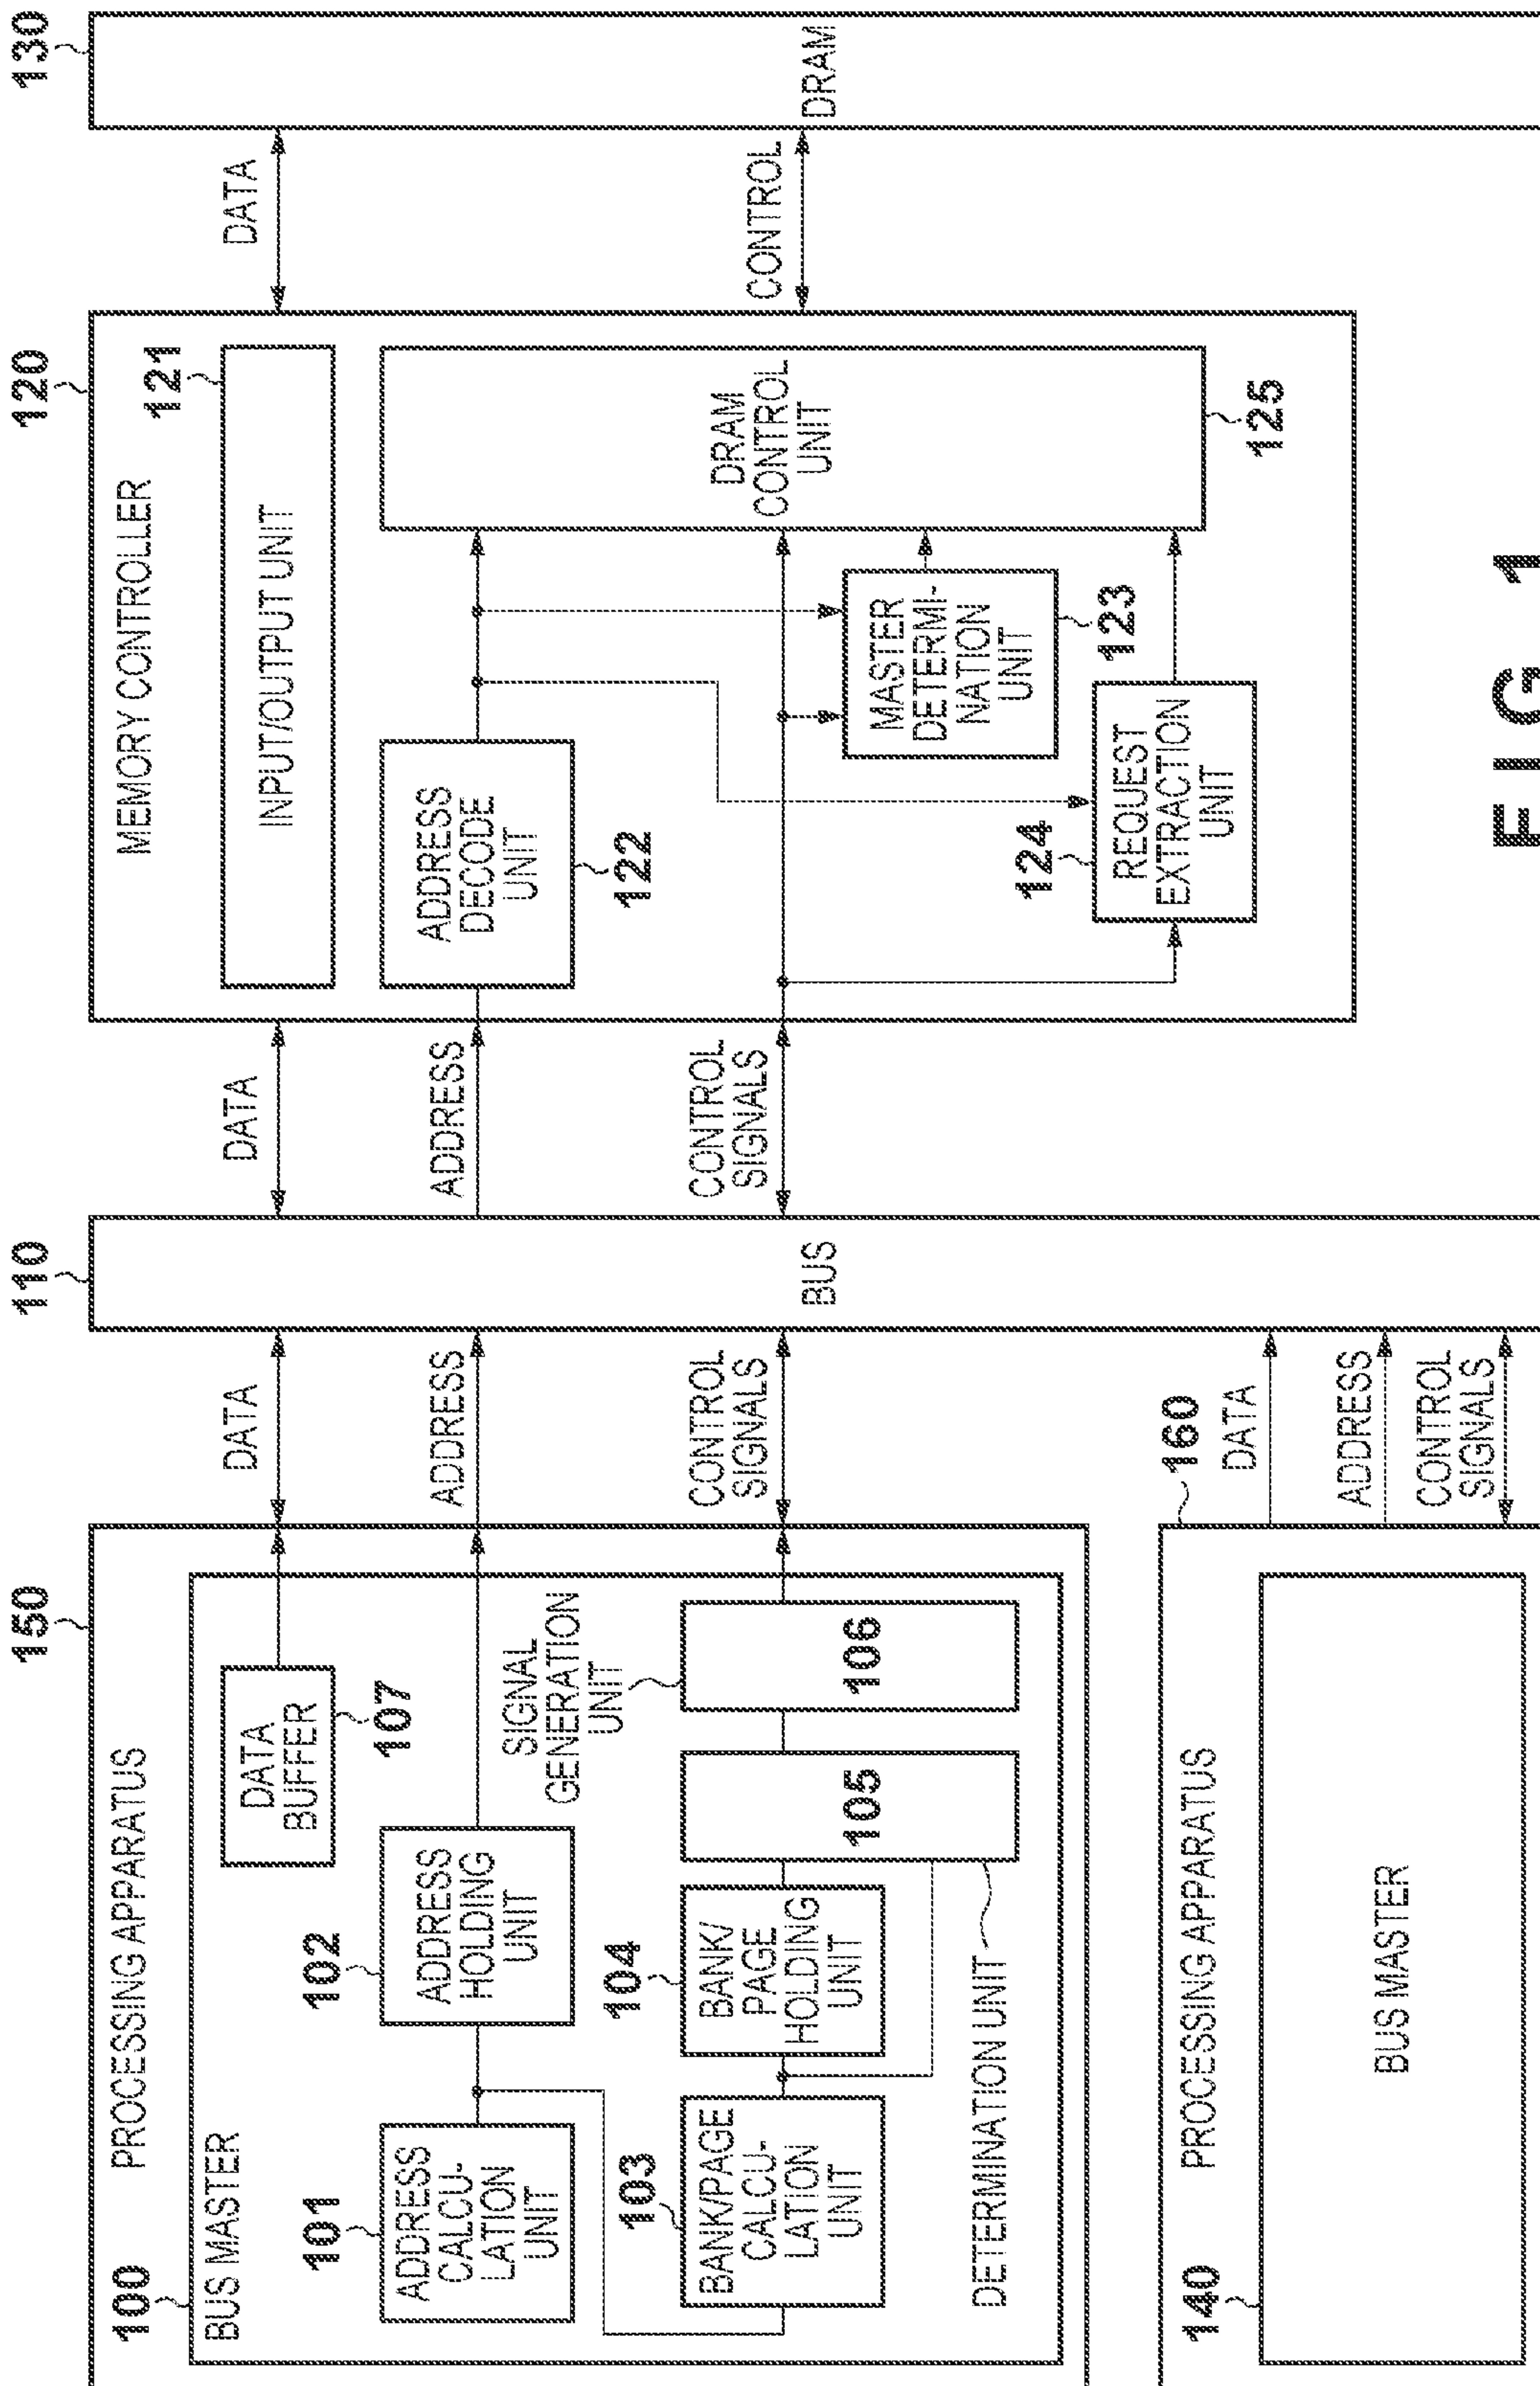 150
PROCESSING APPARATUS
100
BUS MASTER
DATA
BUFFER
107
101
ADDRESS
CALCU-
LATION
UNIT
102
ADDRESS
HOLDING
UNIT
SIGNAL
GENERATION
UNIT
103
BANK/PAGE
CALCU-
LATION
UNIT
104
BANK/
PAGE
HOLDING
UNIT
105
106
DETERMINATION UNIT
DATA
ADDRESS
CONTROL
SIGNALS
160
PROCESSING APPARATUS
140
BUS MASTER
DATA
ADDRESS
CONTROL
SIGNALS
110
BUS
DATA
ADDRESS
CONTROL
SIGNALS
120
MEMORY CONTROLLER
121
INPUT/OUTPUT UNIT
ADDRESS
DECODE
UNIT
122
DRAM
CONTROL
UNIT
125
MASTER
DETERMI-
NATION
UNIT
123
124
REQUEST
EXTRACTION
UNIT
DATA
CONTROL
130
DRAM
FIG. 1